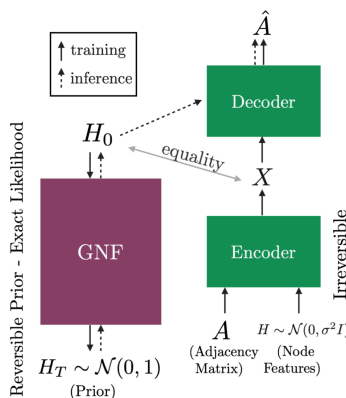 Â
training
inference
Decoder
H₀
equality
X
GNF
Encoder
Reversible Prior - Exact Likelihood
Irreversible
A
(Adjacency
Matrix)
H ∼ 𝒩(0, σ²I)
(Node
Features)
H_T ∼ 𝒩(0, 1)
(Prior)